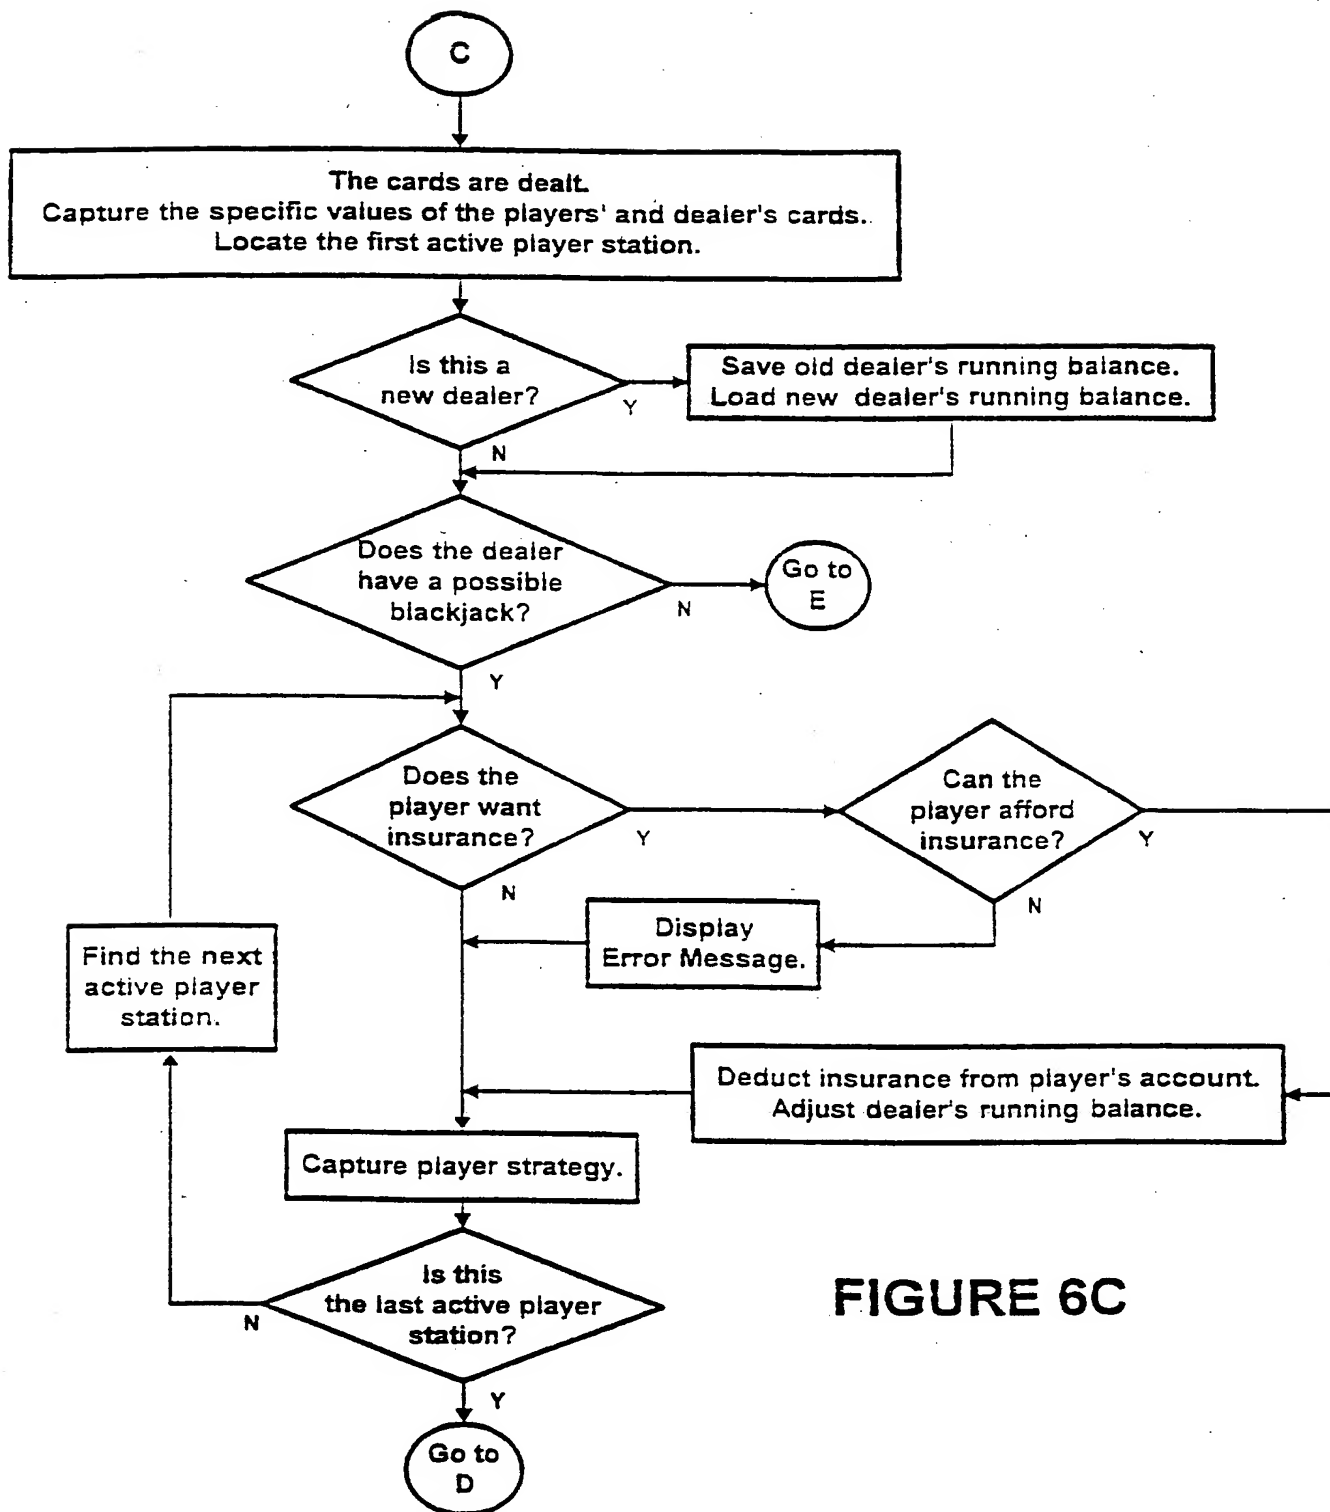 C
The cards are dealt.
Capture the specific values of the players' and dealer's cards.
Locate the first active player station.
Is this a
new dealer?
Y
Save old dealer's running balance.
Load new dealer's running balance.
N
Does the dealer
have a possible
blackjack?
N
Go to
E
Y
Does the
player want
insurance?
Y
Can the
player afford
insurance?
Y
N
N
Display
Error Message.
Find the next
active player
station.
Deduct insurance from player's account.
Adjust dealer's running balance.
Capture player strategy.
Is this
the last active player
station?
N
Y
Go to
D
FIGURE 6C